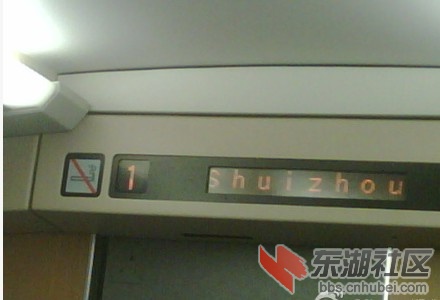 1 Shuizhou
东湖社区
bbs.cnhubei.com